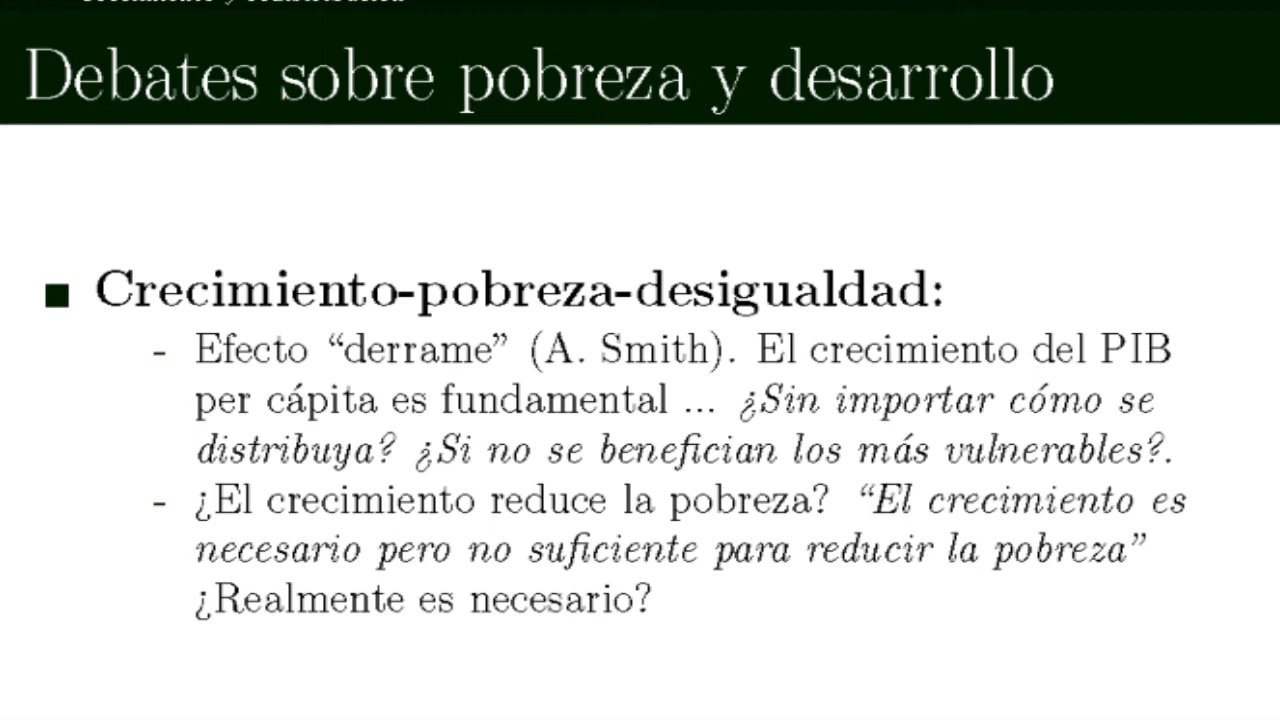 Debates sobre pobreza y desarrollo
■ Crecimiento-pobreza-desigualdad:
- Efecto “derrame” (A. Smith). El crecimiento del PIB
per cápita es fundamental ... ¿Sin importar cómo se
distribuya? ¿Si no se benefician los más vulnerables?.
- ¿El crecimiento reduce la pobreza? “El crecimiento es
necesario pero no suficiente para reducir la pobreza”
¿Realmente es necesario?